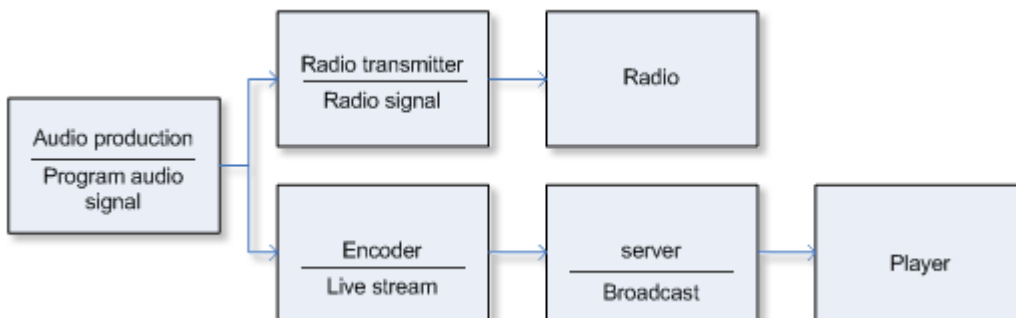 Radio transmitter
Radio signal
Radio
Audio production
Program audio
signal
Encoder
Live stream
server
Broadcast
Player